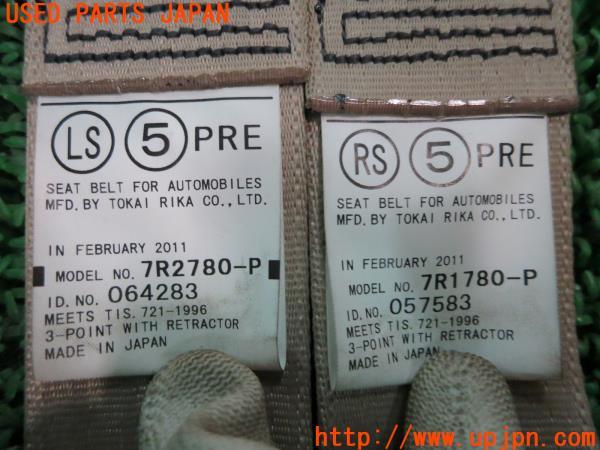 USED PARTS JAPAN
LS 5 PRE
SEAT BELT FOR AUTOMOBILES
MFD. BY TOKAI RIKA CO., LTD.
IN FEBRUARY 2011
MODEL NO. 7R2780-P
ID. NO. 064283
MEETS TIS. 721-1996
3-POINT WITH RETRACTOR
MADE IN JAPAN
RS 5 PRE
SEAT BELT FOR AUTOMOBILES
MFD. BY TOKAI RIKA CO., LTD.
IN FEBRUARY 2011
MODEL NO. 7R1780-P
ID. NO. 057583
MEETS TIS. 721-1996
3-POINT WITH RETRACTOR
MADE IN JAPAN
http://www.upjpn.com/